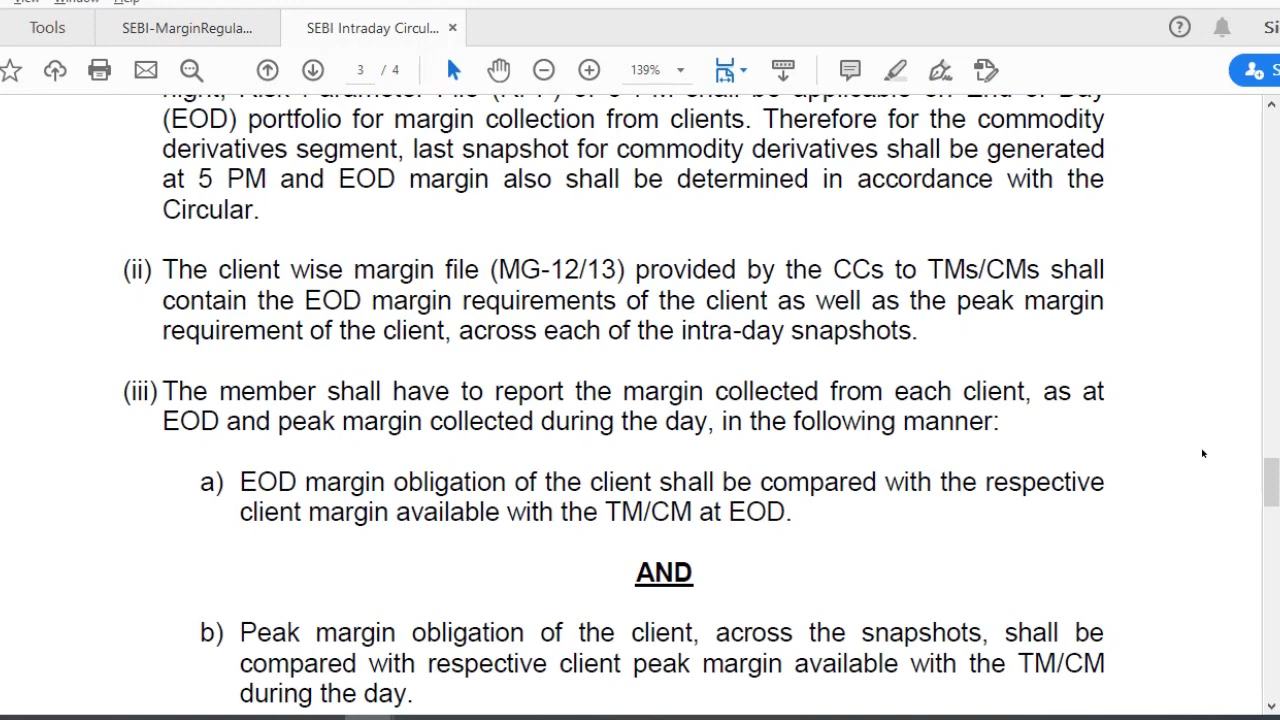 Tools
SEBI-MarginRegula...
SEBI Intraday Circul...
3 / 4
139%
(EOD) portfolio for margin collection from clients. Therefore for the commodity
derivatives segment, last snapshot for commodity derivatives shall be generated
at 5 PM and EOD margin also shall be determined in accordance with the
Circular.
(ii) The client wise margin file (MG-12/13) provided by the CCs to TMs/CMs shall
contain the EOD margin requirements of the client as well as the peak margin
requirement of the client, across each of the intra-day snapshots.
(iii) The member shall have to report the margin collected from each client, as at
EOD and peak margin collected during the day, in the following manner:
a) EOD margin obligation of the client shall be compared with the respective
client margin available with the TM/CM at EOD.
AND
b) Peak margin obligation of the client, across the snapshots, shall be
compared with respective client peak margin available with the TM/CM
during the day.